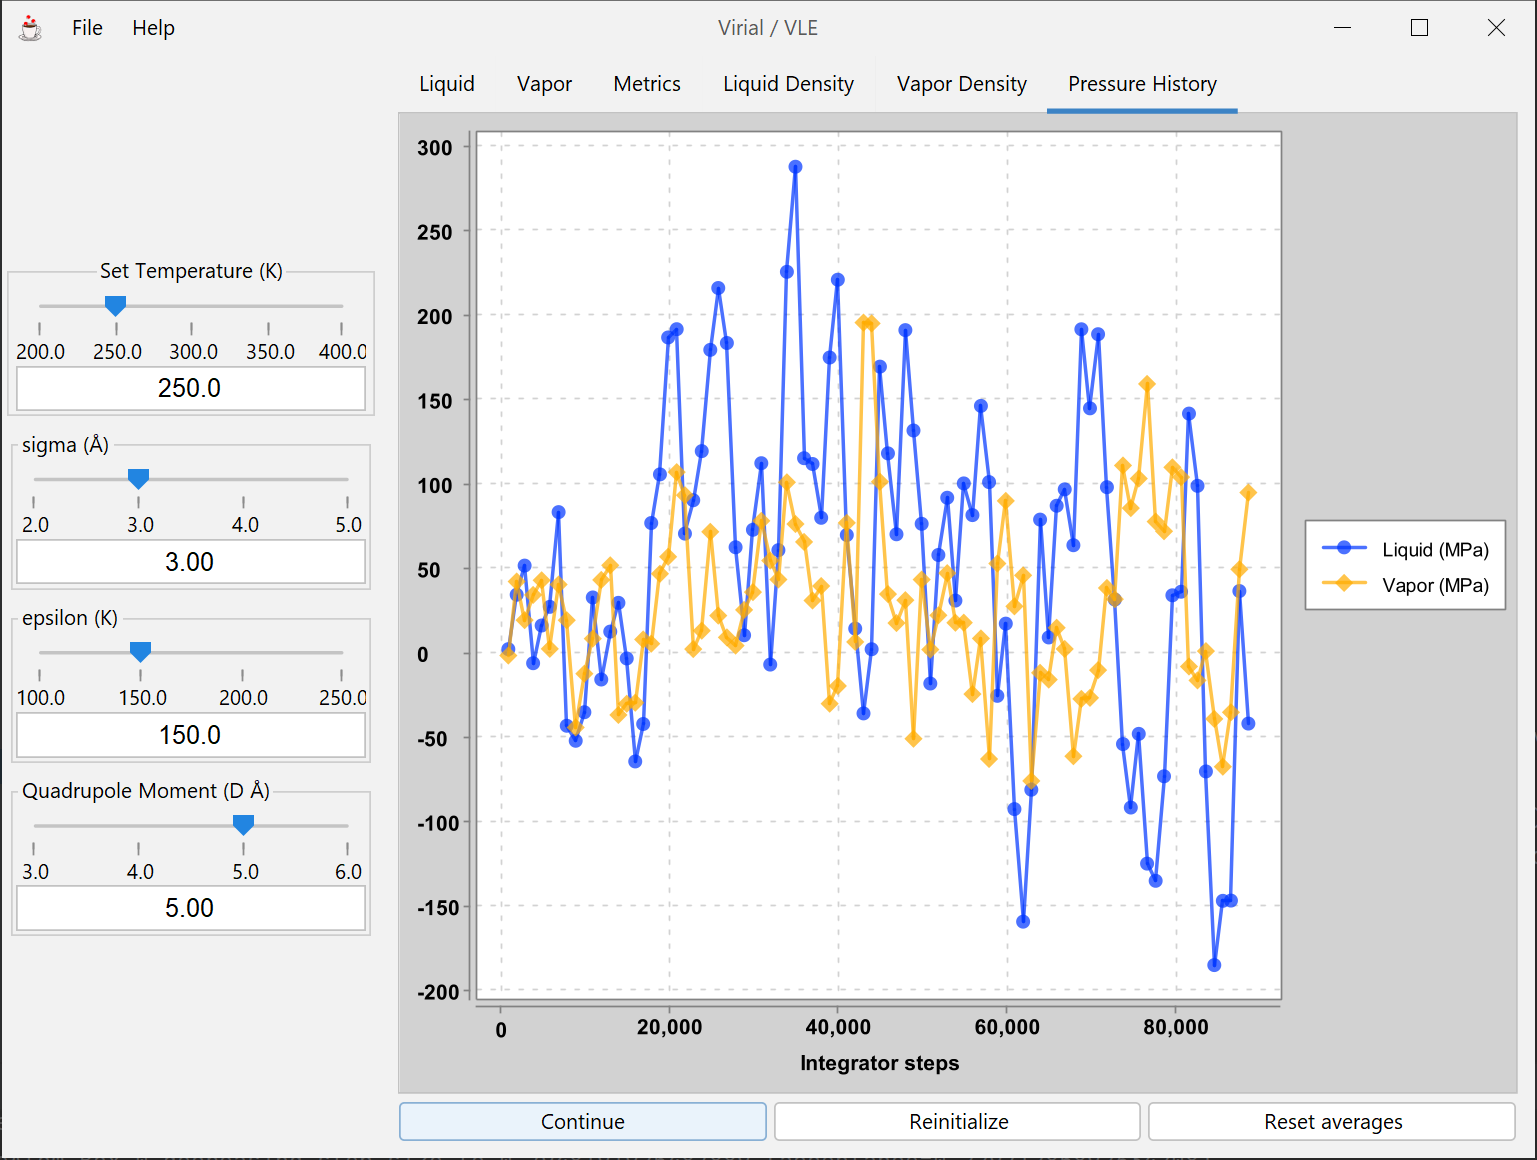 File Help
Virial / VLE
Liquid Vapor Metrics Liquid Density Vapor Density Pressure History
Set Temperature (K)
200.0 250.0 300.0 350.0 400.0
250.0
sigma (Å)
2.0 3.0 4.0 5.0
3.00
epsilon (K)
100.0 150.0 200.0 250.0
150.0
Quadrupole Moment (D Å)
3.0 4.0 5.0 6.0
5.00
300
250
200
150
100
50
0
-50
-100
-150
-200
0 20,000 40,000 60,000 80,000
Integrator steps
Liquid (MPa)
Vapor (MPa)
Continue Reinitialize Reset averages